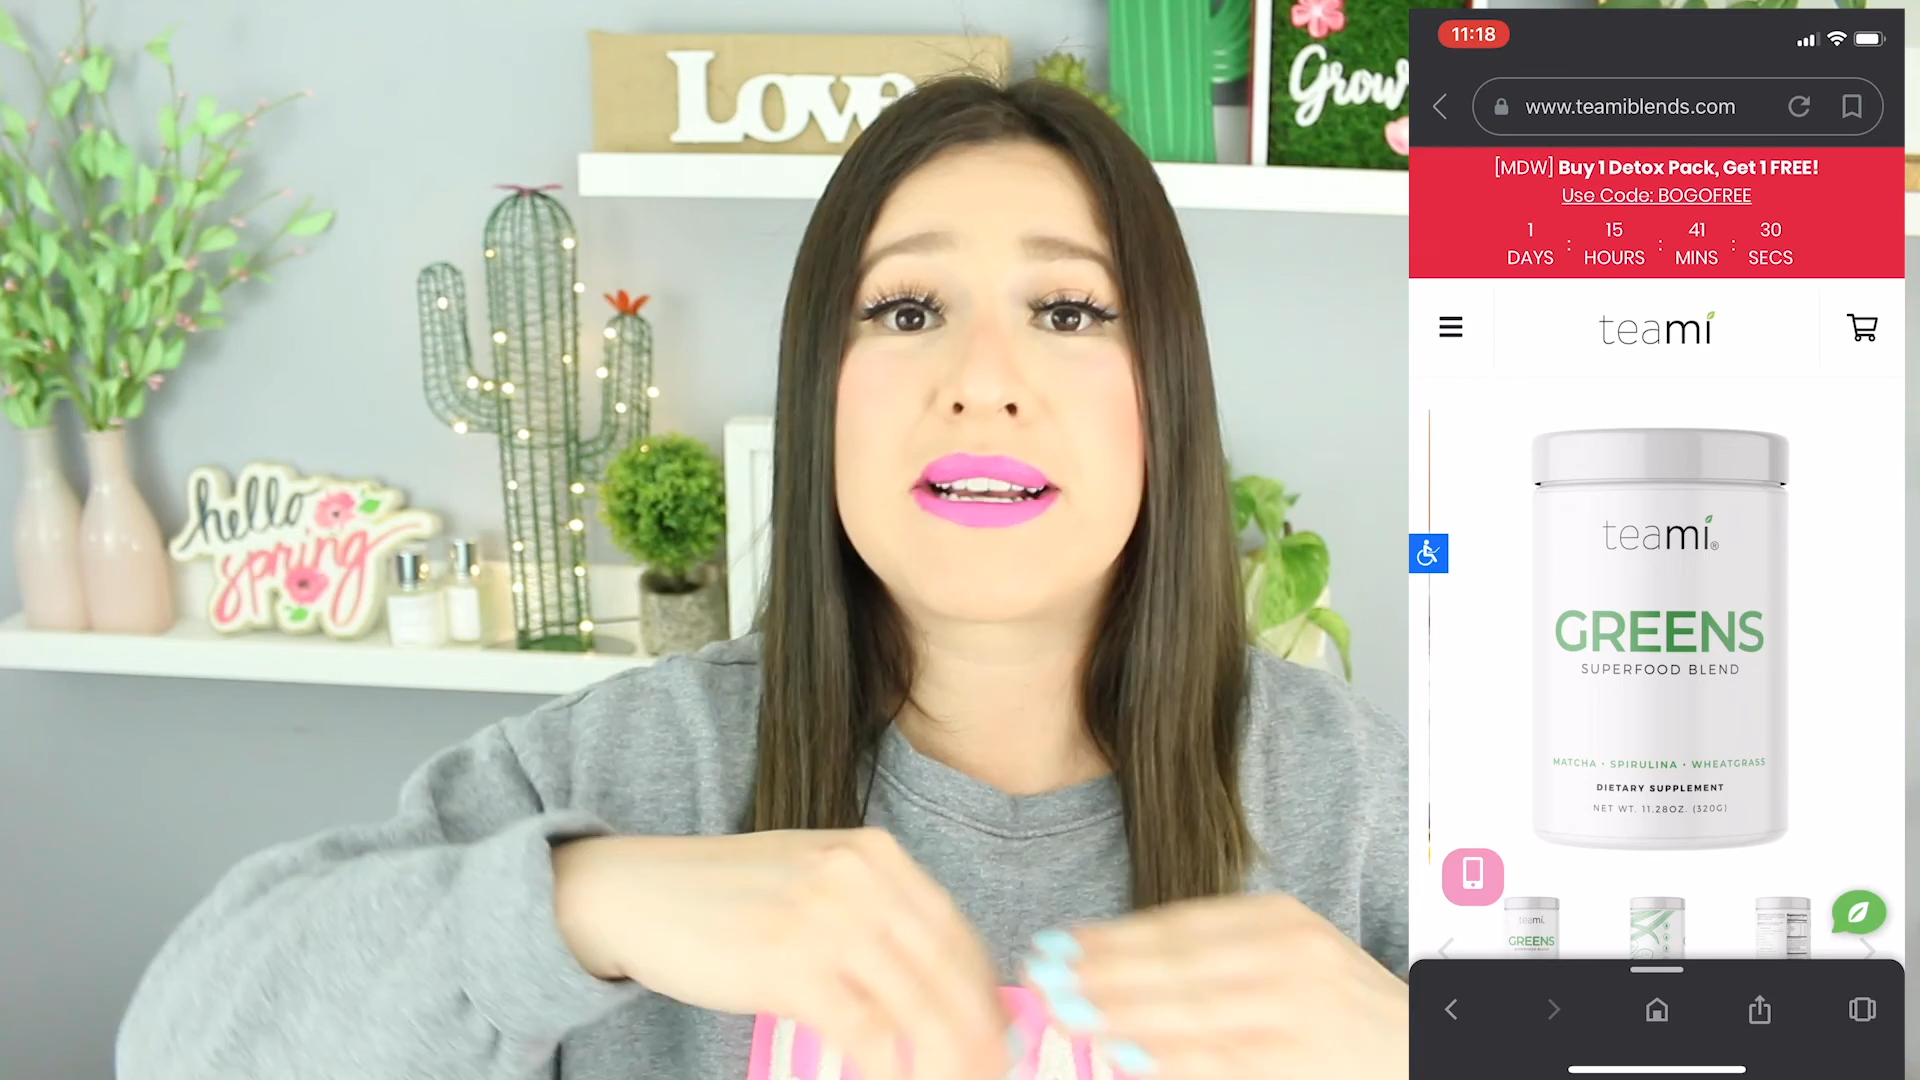 Love
Grow
hello
spring
11:18
www.teamiblends.com
[MDW] Buy 1 Detox Pack, Get 1 FREE!
Use Code: BOGOFREE
1 : 15 : 41 : 30
DAYS HOURS MINS SECS
teami
teami®
GREENS
SUPERFOOD BLEND
MATCHA • SPIRULINA • WHEATGRASS
DIETARY SUPPLEMENT
NET WT. 11.28OZ. (320G)
teami.
GREENS